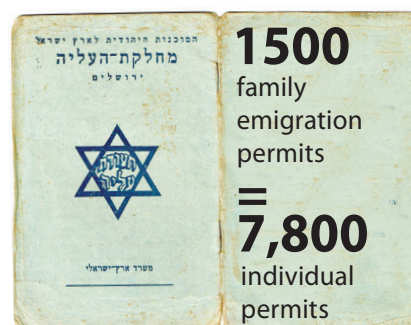 הסוכנות היהודית לארץ ישראל
מחלקת-העליה
ירושלים
תעודת
עליה
משרד ארץ-ישראלי
1500
family
emigration
permits
=
7,800
individual
permits